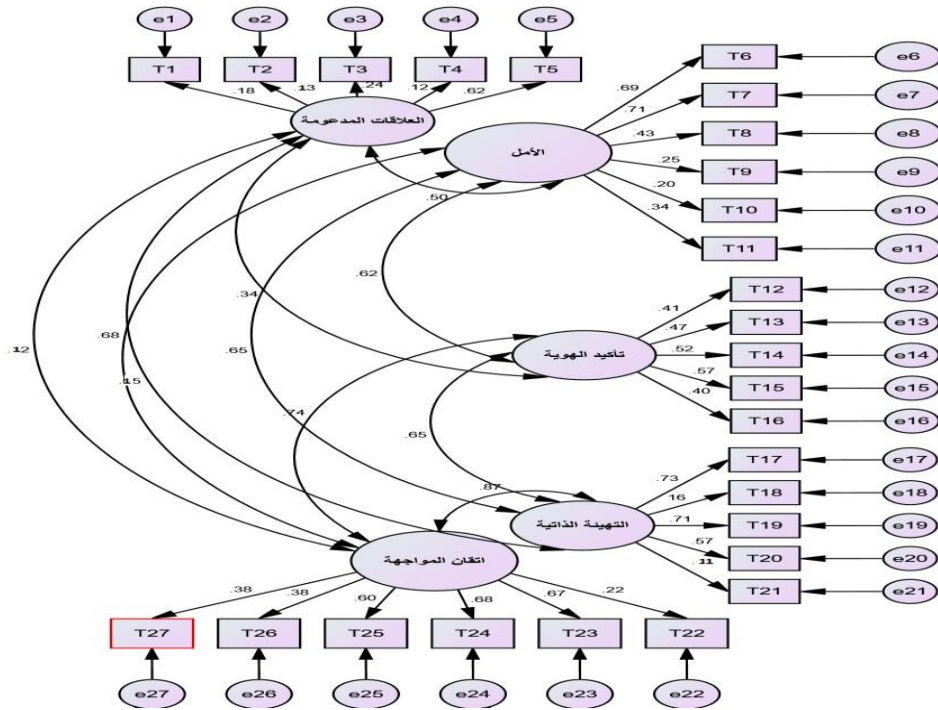 e1 e2 e3 e4 e5
T1 T2 T3 T4 T5
.18 .13 .24 .12 .62
العلاقات المدعومة
T6 e6
.69
T7 e7
.71
الأمل
T8 e8
.43
T9 e9
.25
T10 e10
.20
T11 e11
.34
.50
.62
.34
.65
.68
.12
.15
T12 e12
.41
T13 e13
.47
تأكيد الهوية
T14 e14
.52
T15 e15
.57
T16 e16
.40
.74
.65
.87
T17 e17
.73
T18 e18
16
التهيئة الذاتية
T19 e19
.71
T20 e20
.57
T21 e21
.11
اتقان المواجهة
.38 .38 .60 .68 .67 .22
T27 T26 T25 T24 T23 T22
e27 e26 e25 e24 e23 e22